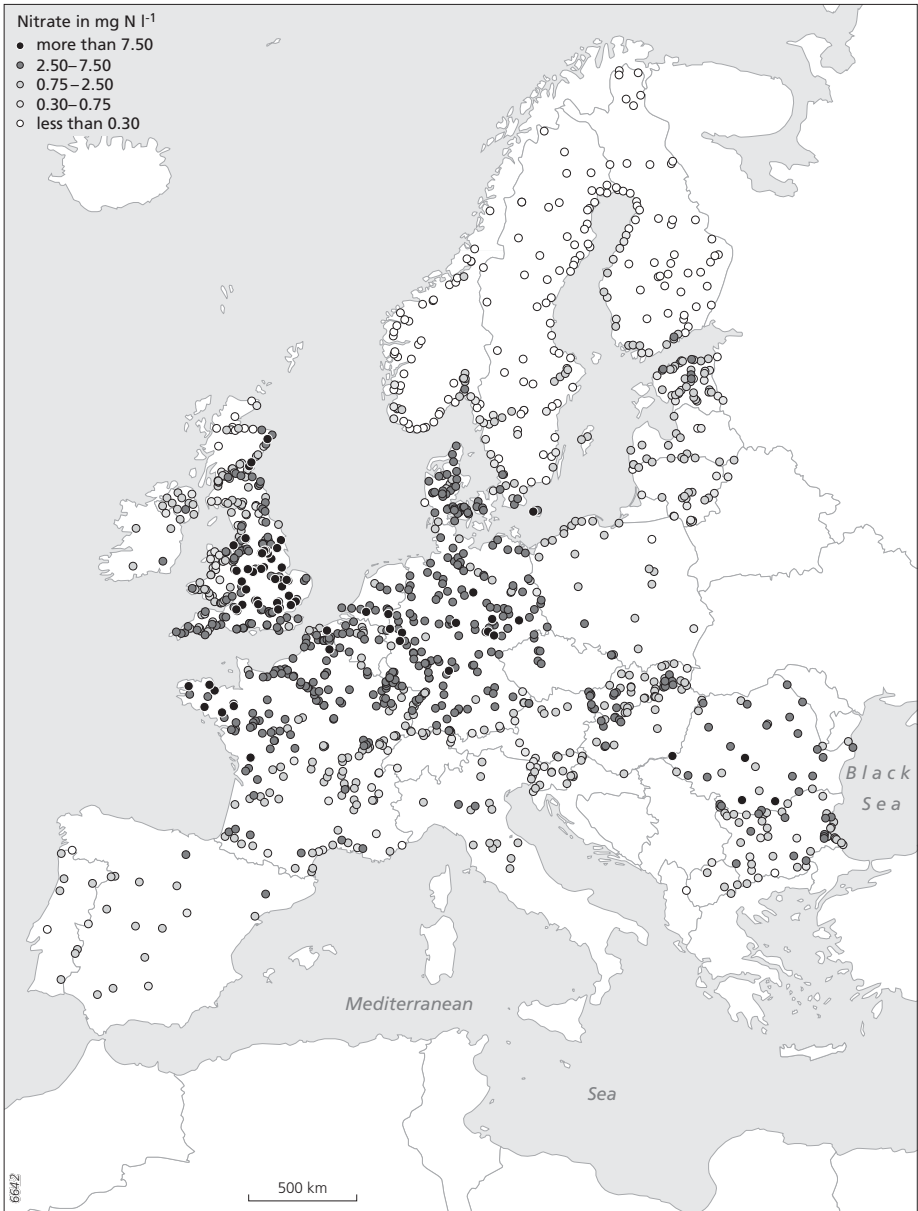 Nitrate in mg N l-1
more than 7.50
2.50–7.50
0.75–2.50
0.30–0.75
less than 0.30
Black
Sea
Mediterranean
Sea
500 km
6642